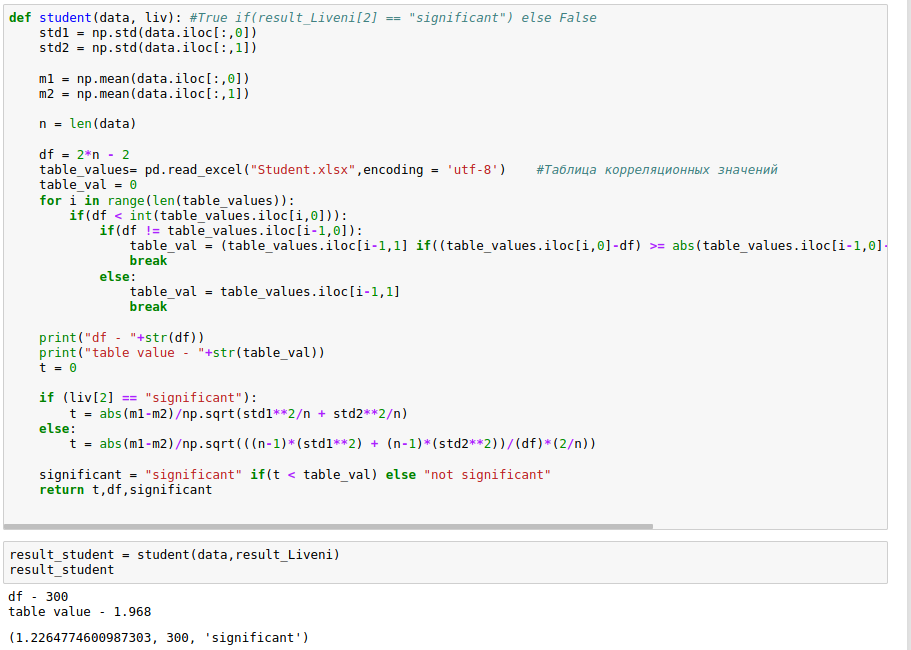 def student(data, liv): #True if(result_Liveni[2] == "significant") else False
    std1 = np.std(data.iloc[:,0])
    std2 = np.std(data.iloc[:,1])

    m1 = np.mean(data.iloc[:,0])
    m2 = np.mean(data.iloc[:,1])

    n = len(data)

    df = 2*n - 2
    table_values= pd.read_excel("Student.xlsx",encoding = 'utf-8')    #Таблица корреляционных значений
    table_val = 0
    for i in range(len(table_values)):
        if(df < int(table_values.iloc[i,0])):
            if(df != table_values.iloc[i-1,0]):
                table_val = (table_values.iloc[i-1,1] if((table_values.iloc[i,0]-df) >= abs(table_values.iloc[i-1,0]-
                break
            else:
                table_val = table_values.iloc[i-1,1]
                break

    print("df - "+str(df))
    print("table value - "+str(table_val))
    t = 0

    if (liv[2] == "significant"):
        t = abs(m1-m2)/np.sqrt(std1**2/n + std2**2/n)
    else:
        t = abs(m1-m2)/np.sqrt(((n-1)*(std1**2) + (n-1)*(std2**2))/(df)*(2/n))

    significant = "significant" if(t < table_val) else "not significant"
    return t,df,significant

result_student = student(data,result_Liveni)
result_student

df - 300
table value - 1.968

(1.2264774600987303, 300, 'significant')